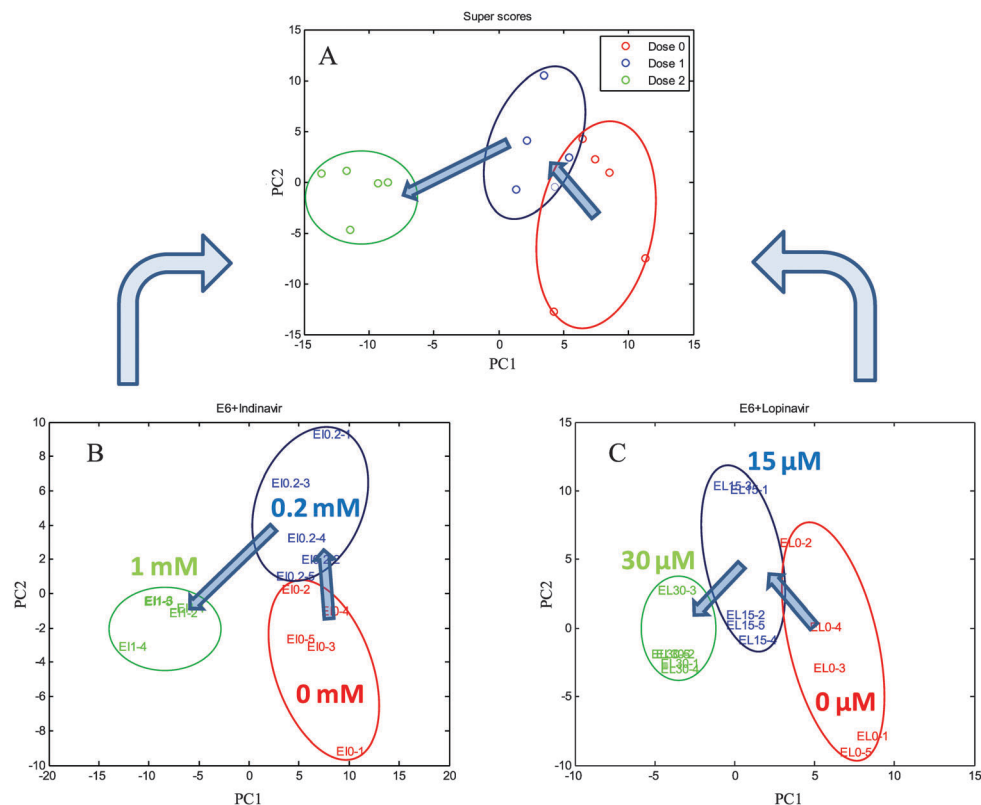 Super scores
A
Dose 0
Dose 1
Dose 2
15
10
5
0
-5
-10
-15
PC2
-15
-10
-5
0
5
10
15
PC1
E6+Indinavir
B
10
8
6
4
2
0
-2
-4
-6
-8
-10
PC2
EI0.2-1
EI0.2-3
0.2 mM
EI0.2-4
EI0.2-5
1 mM
EI1-4
EI0-2
EI0-5
EI0-3
0 mM
EI0-1
-20
-15
-10
-5
0
5
10
15
20
PC1
E6+Lopinavir
C
15
10
5
0
-5
-10
PC2
15 µM
EL15-3
EL15-1
EL0-2
30 µM
EL30-3
EL15-2
EL15-5
EL15-4
EL0-4
EL30-1
EL30-4
EL0-3
0 µM
EL0-1
EL0-5
-10
-5
0
5
10
15
PC1